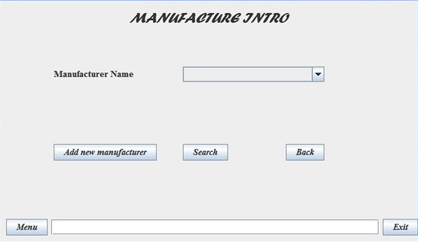 MANUFACTURE INTRO
Manufacturer Name
Add new manufacturer Search Back
Menu Exit